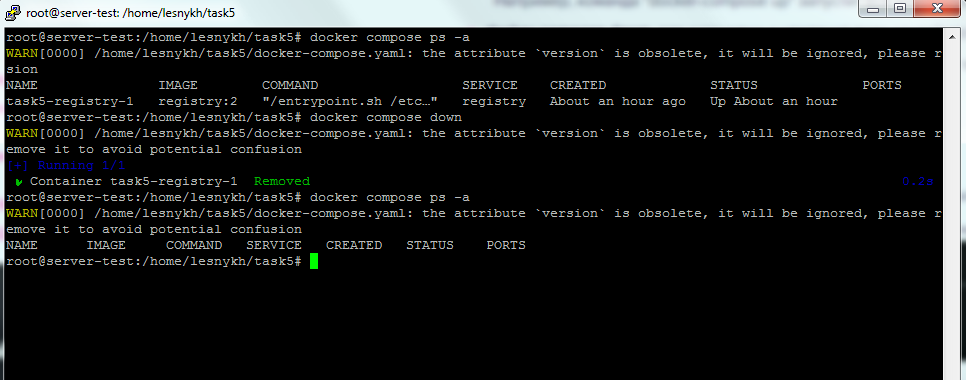 root@server-test: /home/lesnykh/task5
root@server-test:/home/lesnykh/task5# docker compose ps -a
WARN[0000] /home/lesnykh/task5/docker-compose.yaml: the attribute `version` is obsolete, it will be ignored, please r
sion
NAME IMAGE COMMAND SERVICE CREATED STATUS PORTS
task5-registry-1 registry:2 "/entrypoint.sh /etc…" registry About an hour ago Up About an hour
root@server-test:/home/lesnykh/task5# docker compose down
WARN[0000] /home/lesnykh/task5/docker-compose.yaml: the attribute `version` is obsolete, it will be ignored, please r
emove it to avoid potential confusion
[+] Running 1/1
✔ Container task5-registry-1 Removed 0.2s
root@server-test:/home/lesnykh/task5# docker compose ps -a
WARN[0000] /home/lesnykh/task5/docker-compose.yaml: the attribute `version` is obsolete, it will be ignored, please r
emove it to avoid potential confusion
NAME IMAGE COMMAND SERVICE CREATED STATUS PORTS
root@server-test:/home/lesnykh/task5#